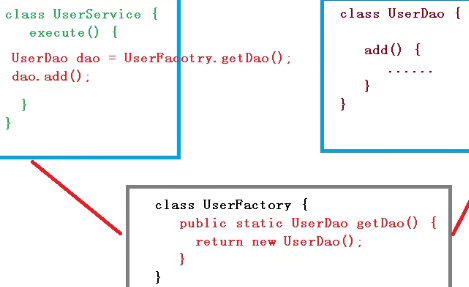 class UserService {
execute() {
UserDao dao = UserFacotry.getDao();
dao.add();
}
}
class UserDao {
add() {
......
}
}
class UserFactory {
public static UserDao getDao() {
return new UserDao();
}
}